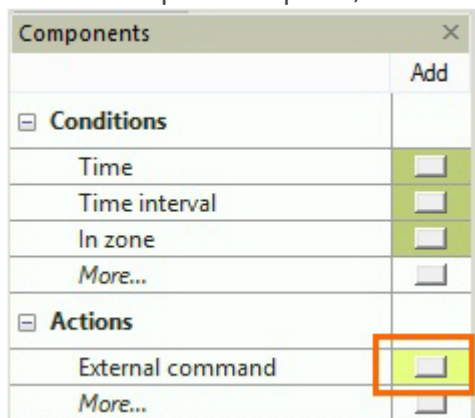 Components
Add
Conditions
Time
Time interval
In zone
More...
Actions
External command
More...